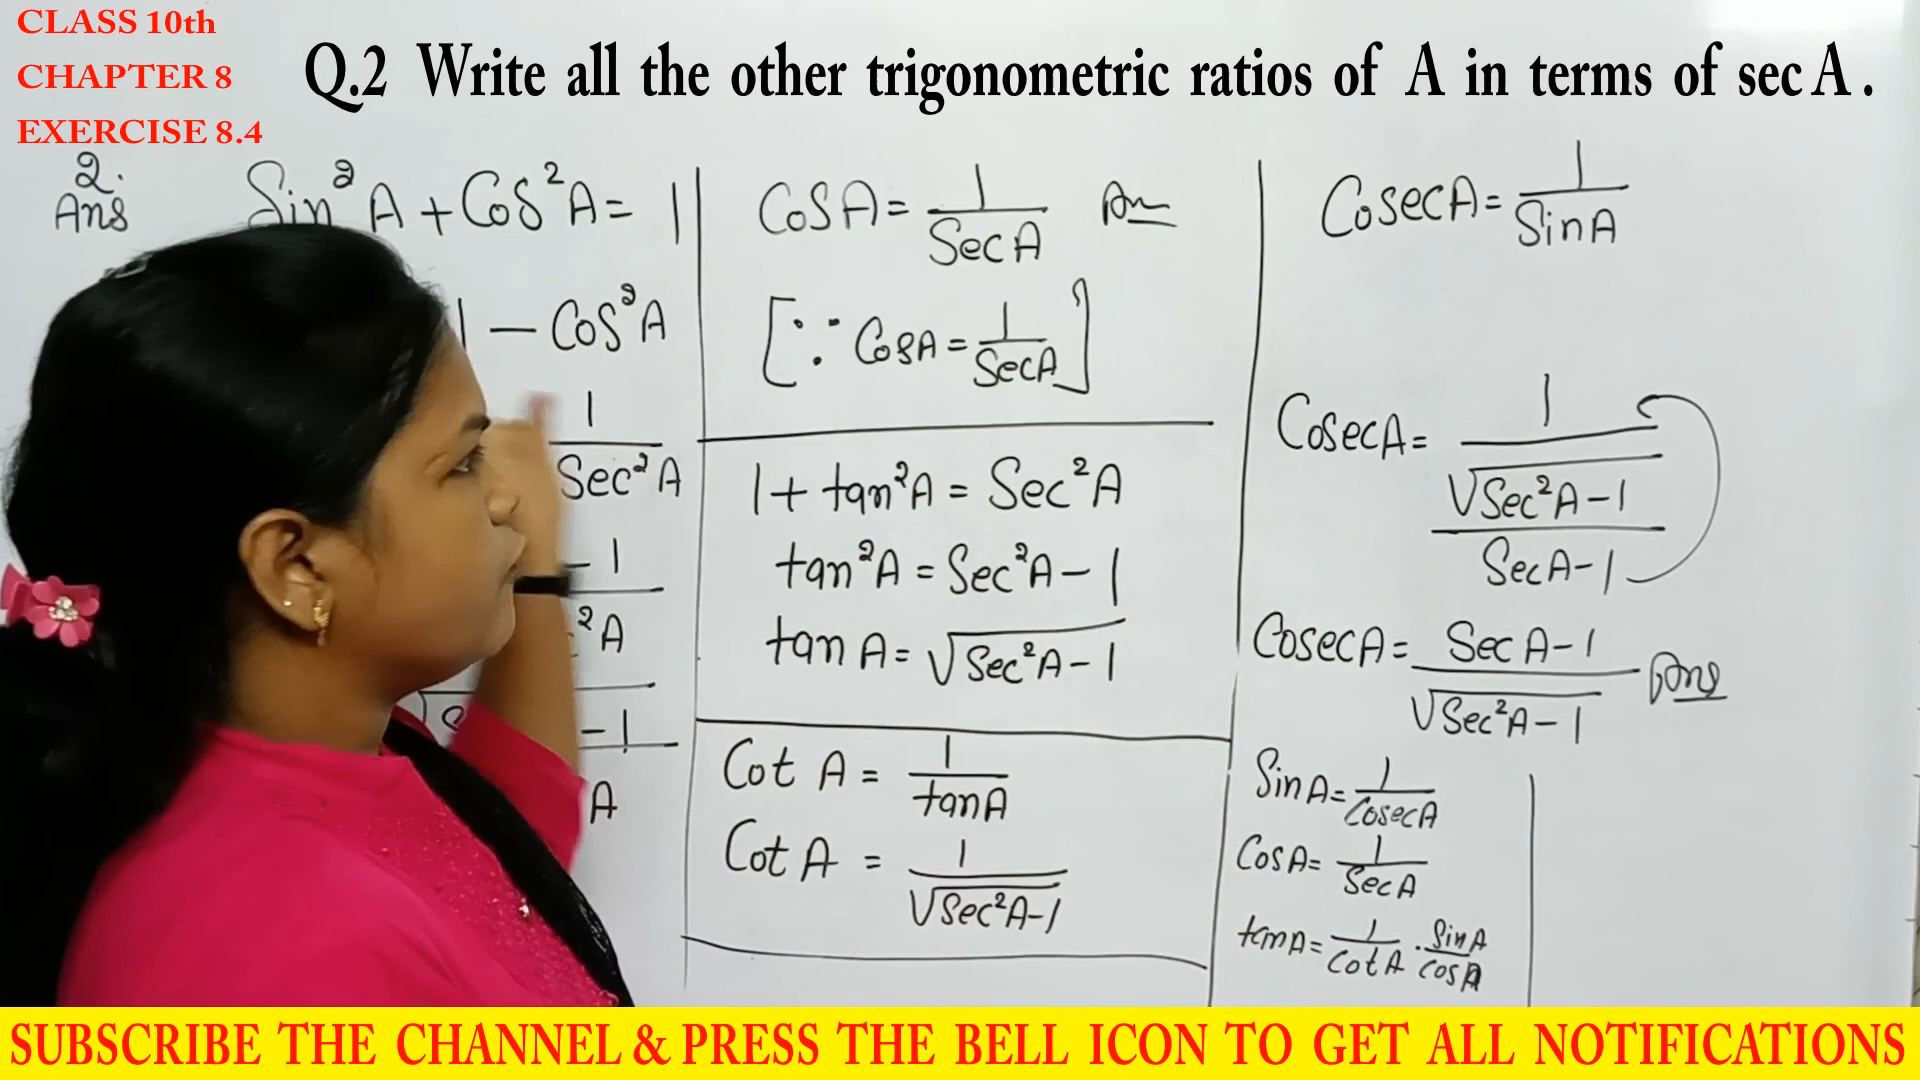 CLASS 10th
CHAPTER 8
EXERCISE 8.4
Q.2 Write all the other trigonometric ratios of A in terms of sec A .
2.
Ans
Sin²A + Cos²A = 1
1 - Cos²A
1
Sec²A
- 1
²A
- 1
A
CosA = 1/SecA An
[∵ CosA = 1/SecA]
1 + tan²A = Sec²A
tan²A = Sec²A - 1
tan A = √Sec²A - 1
Cot A = 1/tanA
Cot A = 1/√Sec²A-1
CosecA = 1/SinA
CosecA = 1/(√Sec²A-1/SecA-1)
CosecA = SecA-1/√Sec²A-1 Ans
SinA = 1/CosecA
CosA = 1/SecA
tanA = 1/CotA . SinA/CosA
SUBSCRIBE THE CHANNEL & PRESS THE BELL ICON TO GET ALL NOTIFICATIONS